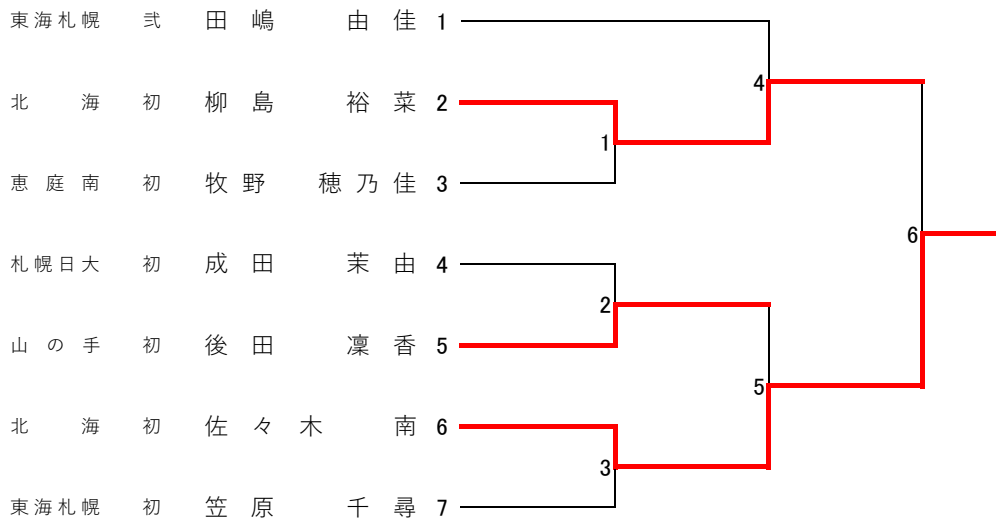 東海札幌 弐 田嶋 由佳 1
4
北海 初 柳島 裕菜 2
1
恵庭南 初 牧野 穂乃佳 3
6
札幌日大 初 成田 茉由 4
2
山の手 初 後田 凜香 5
5
北海 初 佐々木 南 6
3
東海札幌 初 笠原 千尋 7